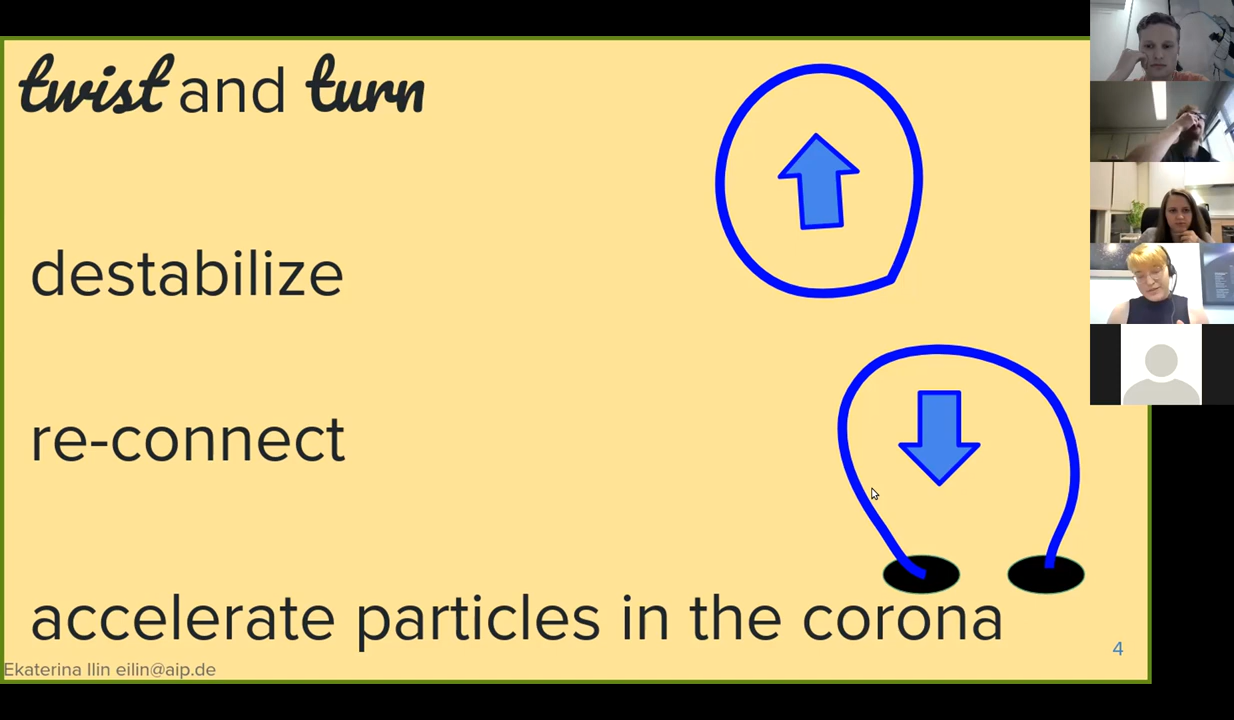 twist and turn
destabilize
re-connect
accelerate particles in the corona
4
Ekaterina Ilin eilin@aip.de